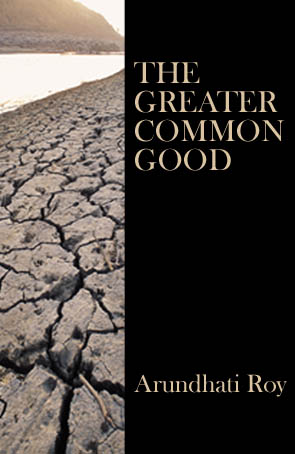 THE
GREATER
COMMON
GOOD
Arundhati Roy